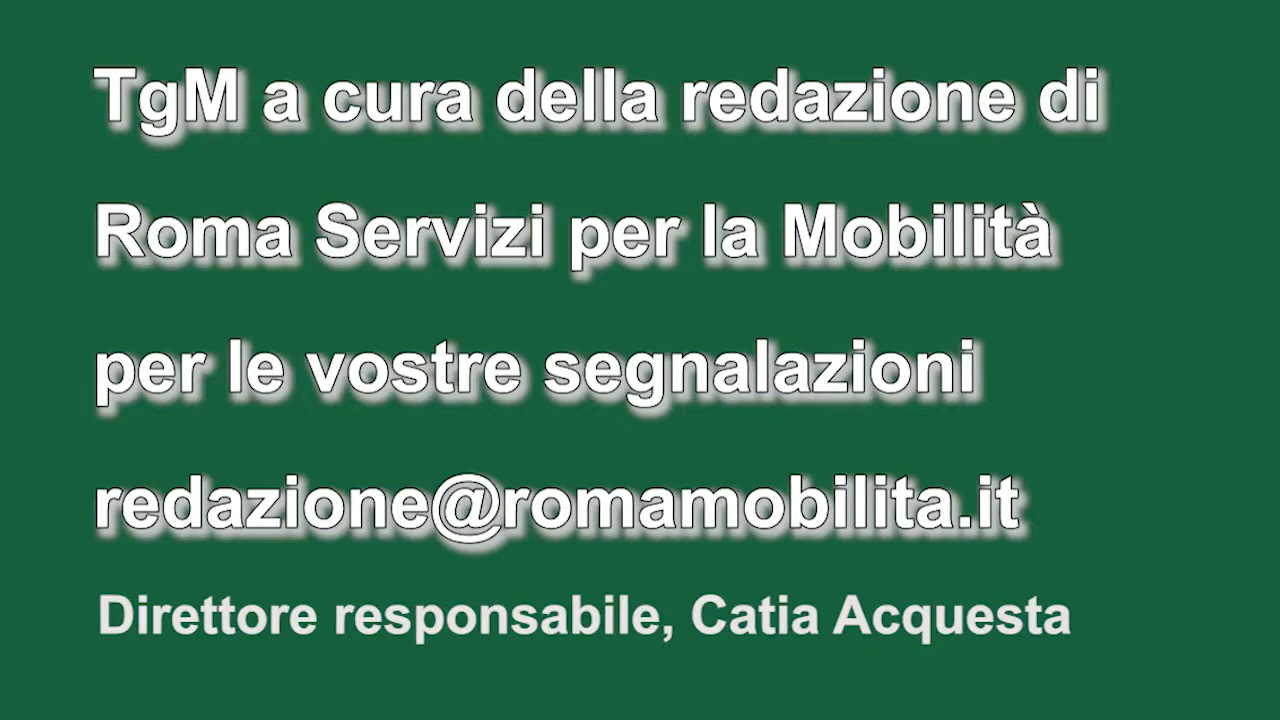 TgM a cura della redazione di
Roma Servizi per la Mobilità
per le vostre segnalazioni
redazione@romamobilita.it
Direttore responsabile, Catia Acquesta